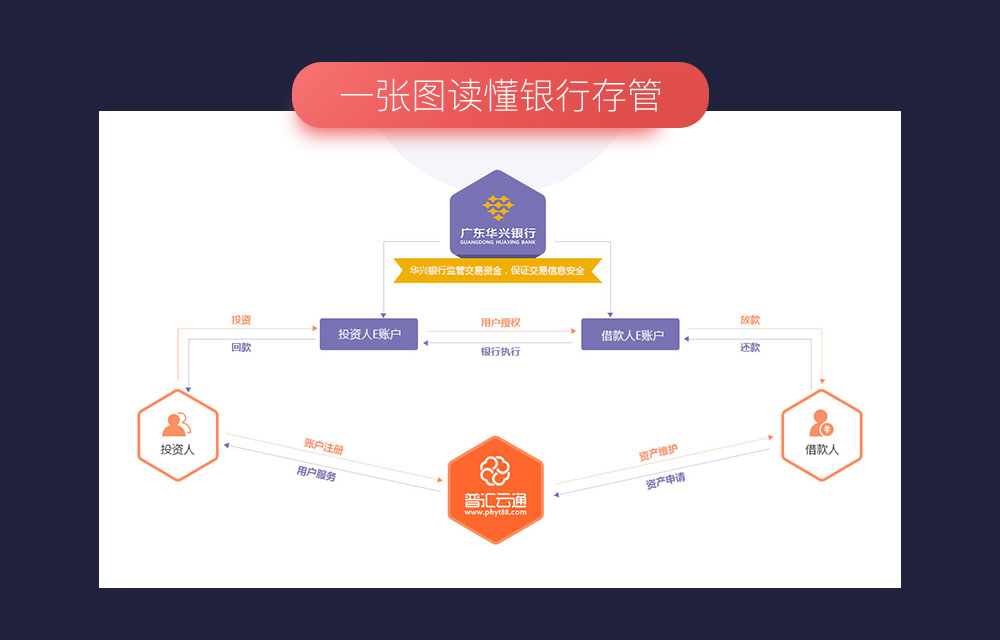 一张图读懂银行存管
广东华兴银行
GUANGDONG HUAXING BANK
华兴银行监管交易资金，保证交易信息安全
投资
回款
投资人E账户
用户授权
银行执行
借款人E账户
放款
还款
投资人
账户注册
用户服务
普汇云通
www.phyt88.com
资产维护
资产申请
借款人